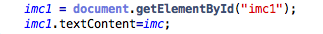 imc1 = document.getElementById("imc1");
imc1.textContent=imc;